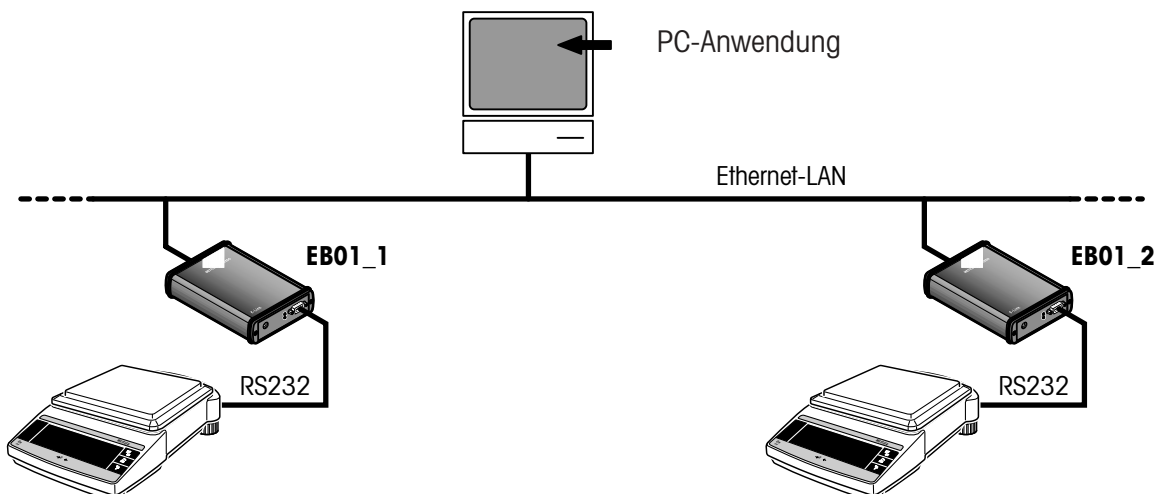 PC-Anwendung
Ethernet-LAN
EB01_1
EB01_2
RS232
RS232